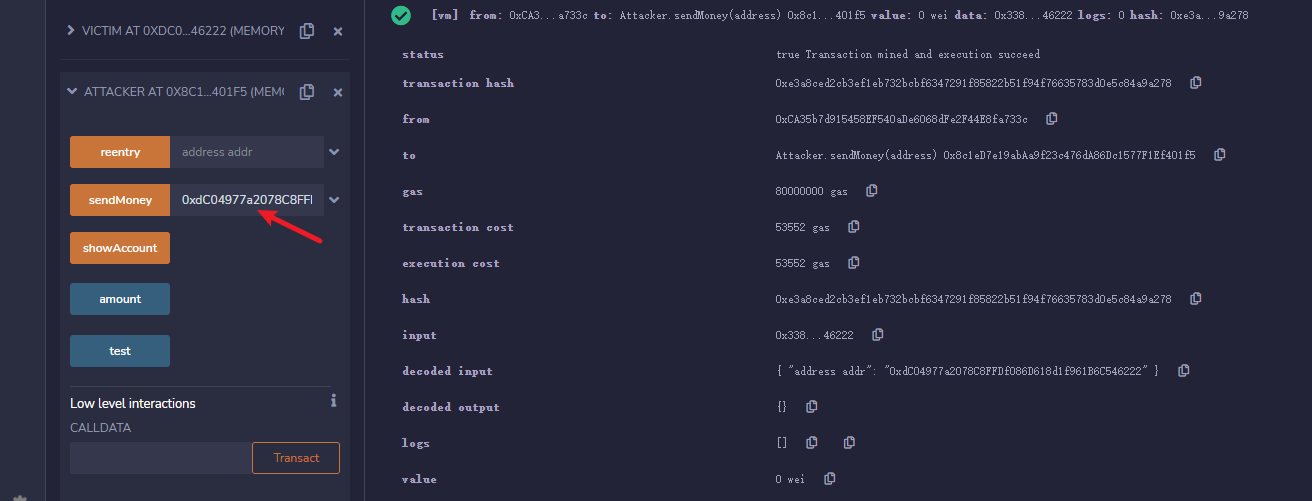 VICTIM AT 0XDC0...46222 (MEMORY
ATTACKER AT 0X8C1...401F5 (MEMO
reentry address addr
sendMoney 0xdC04977a2078C8FFI
showAccount
amount
test
Low level interactions
CALLDATA
Transact
[vm] from: 0xCA3...a733c to: Attacker.sendMoney(address) 0x8c1...401f5 value: 0 wei data: 0x338...46222 logs: 0 hash: 0xe3a...9a278
status true Transaction mined and execution succeed
transaction hash 0xe3a8ced2cb3ef1eb732bcbf6347291f85822b51f94f76635783d0e5c84a9a278
from 0xCA35b7d915458EF540aDe6068dFe2F44E8fa733c
to Attacker.sendMoney(address) 0x8c1eD7e19abAa9f23c476dA86Dc1577F1Ef401f5
gas 80000000 gas
transaction cost 53552 gas
execution cost 53552 gas
hash 0xe3a8ced2cb3ef1eb732bcbf6347291f85822b51f94f76635783d0e5c84a9a278
input 0x338...46222
decoded input { "address addr": "0xdC04977a2078C8FFDf086D618d1f961B6C546222" }
decoded output {}
logs []
value 0 wei